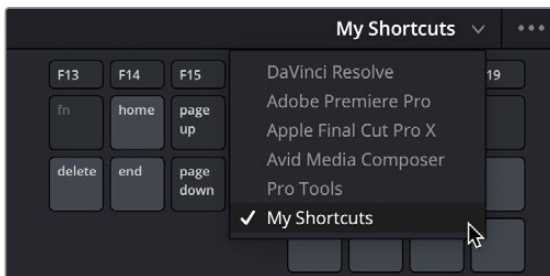 My Shortcuts
F13 F14 F15 19
DaVinci Resolve
Adobe Premiere Pro
Apple Final Cut Pro X
Avid Media Composer
Pro Tools
My Shortcuts
fn home page up
delete end page down